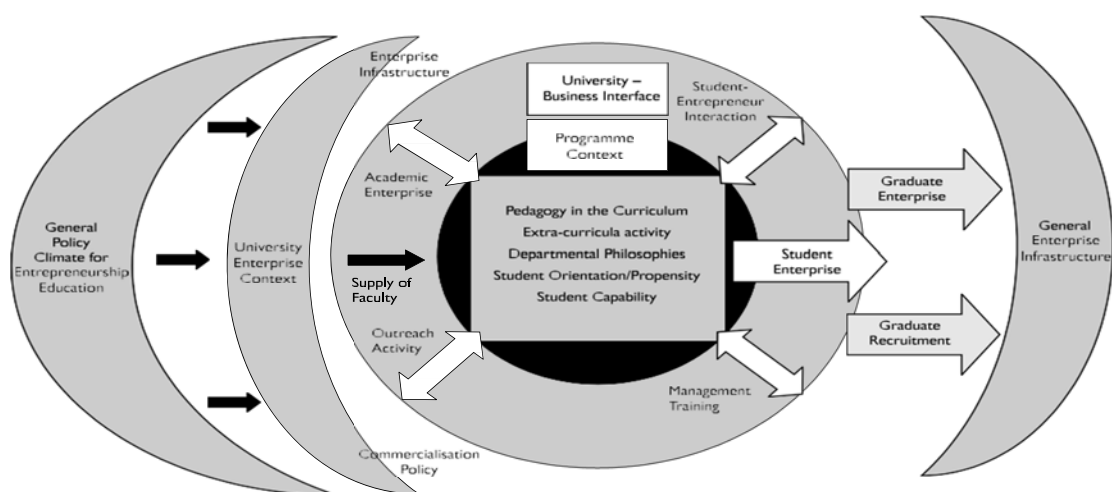 General
Policy
Climate for
Entrepreneurship
Education
University
Enterprise
Context
Enterprise
Infrastructure
Commercialisation
Policy
Supply of
Faculty
Academic
Enterprise
Outreach
Activity
University –
Business Interface
Programme
Context
Student-
Entrepreneur
Interaction
Pedagogy in the Curriculum
Extra-curricula activity
Departmental Philosophies
Student Orientation/Propensity
Student Capability
Management
Training
Graduate
Enterprise
Student
Enterprise
Graduate
Recruitment
General
Enterprise
Infrastructure